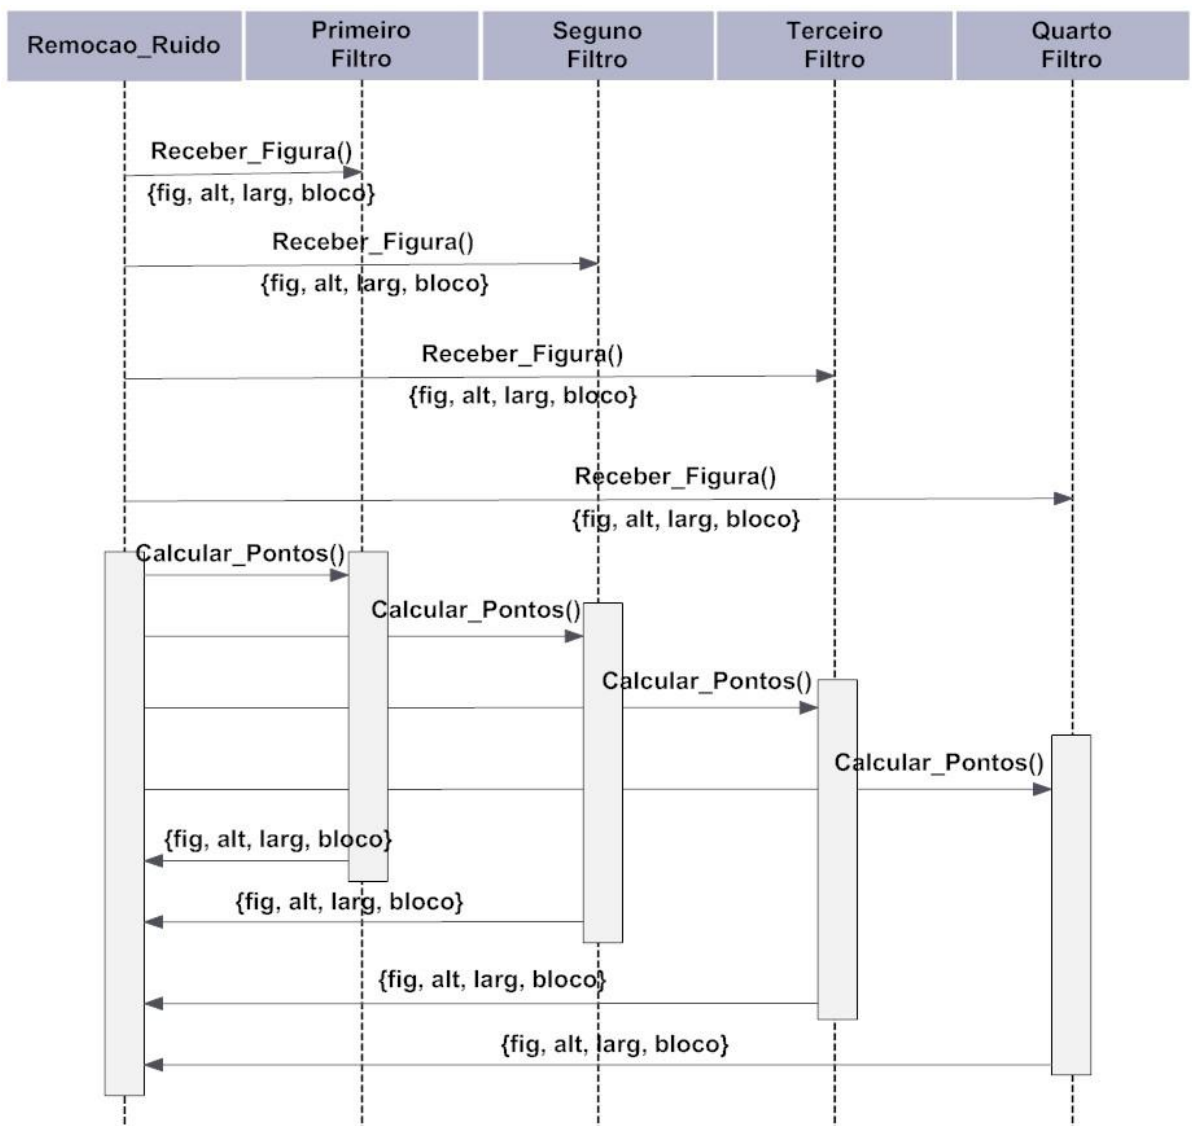 Remocao_Ruido
Primeiro
Filtro
Seguno
Filtro
Terceiro
Filtro
Quarto
Filtro
Receber_Figura()
{fig, alt, larg, bloco}
Receber_Figura()
{fig, alt, larg, bloco}
Receber_Figura()
{fig, alt, larg, bloco}
Receber_Figura()
{fig, alt, larg, bloco}
Calcular_Pontos()
Calcular_Pontos()
Calcular_Pontos()
Calcular_Pontos()
{fig, alt, larg, bloco}
{fig, alt, larg, bloco}
{fig, alt, larg, bloco}
{fig, alt, larg, bloco}